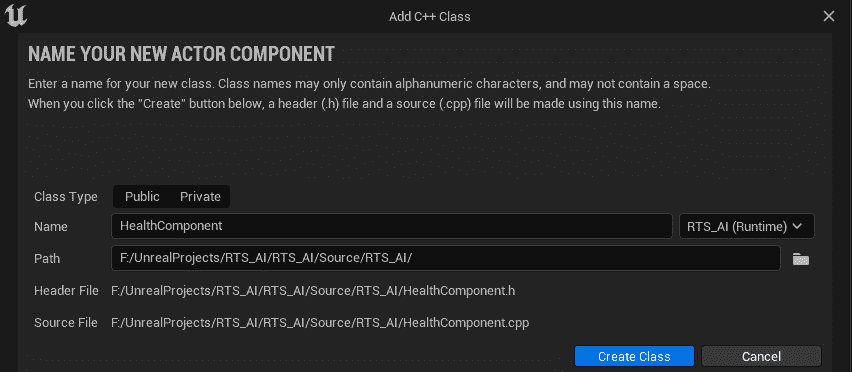 Add C++ Class
NAME YOUR NEW ACTOR COMPONENT
Enter a name for your new class. Class names may only contain alphanumeric characters, and may not contain a space.
When you click the "Create" button below, a header (.h) file and a source (.cpp) file will be made using this name.
Class Type Public Private
Name HealthComponent RTS_AI (Runtime)
Path F:/UnrealProjects/RTS_AI/RTS_AI/Source/RTS_AI/
Header File F:/UnrealProjects/RTS_AI/RTS_AI/Source/RTS_AI/HealthComponent.h
Source File F:/UnrealProjects/RTS_AI/RTS_AI/Source/RTS_AI/HealthComponent.cpp
Create Class Cancel